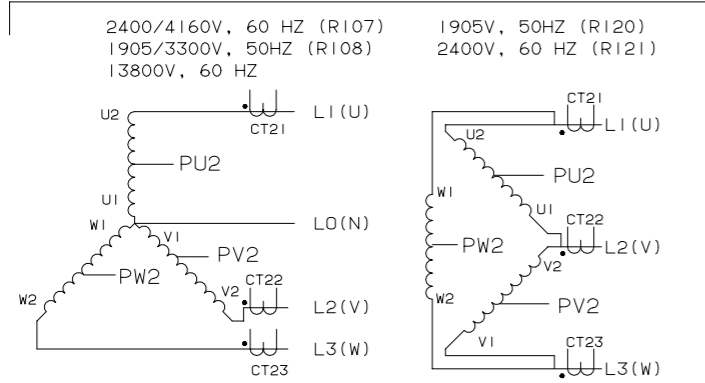 2400/4160V, 60 HZ (R107)
1905/3300V, 50HZ (R108)
13800V, 60 HZ
U2
CT21
L1(U)
PU2
U1
W1
V1
L0(N)
PV2
PW2
W2
V2
CT22
L2(V)
L3(W)
CT23
1905V, 50HZ (R120)
2400V, 60 HZ (R121)
CT21
L1(U)
U2
PU2
W1
U1
CT22
PW2
L2(V)
V2
W2
PV2
V1
CT23
L3(W)